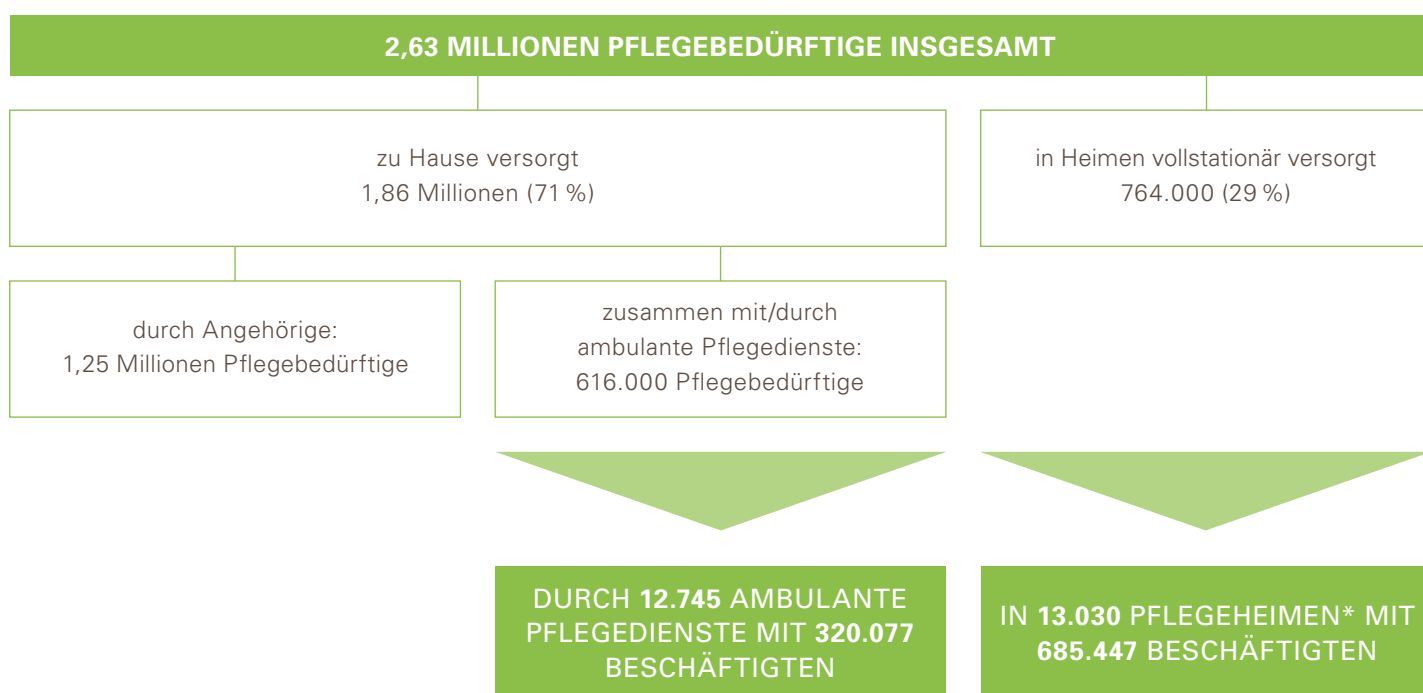 2,63 MILLIONEN PFLEGEBEDÜRFTIGE INSGESAMT
zu Hause versorgt
1,86 Millionen (71 %)
in Heimen vollstationär versorgt
764.000 (29 %)
durch Angehörige:
1,25 Millionen Pflegebedürftige
zusammen mit/durch
ambulante Pflegedienste:
616.000 Pflegebedürftige
DURCH 12.745 AMBULANTE
PFLEGEDIENSTE MIT 320.077
BESCHÄFTIGTEN
IN 13.030 PFLEGEHEIMEN* MIT
685.447 BESCHÄFTIGTEN